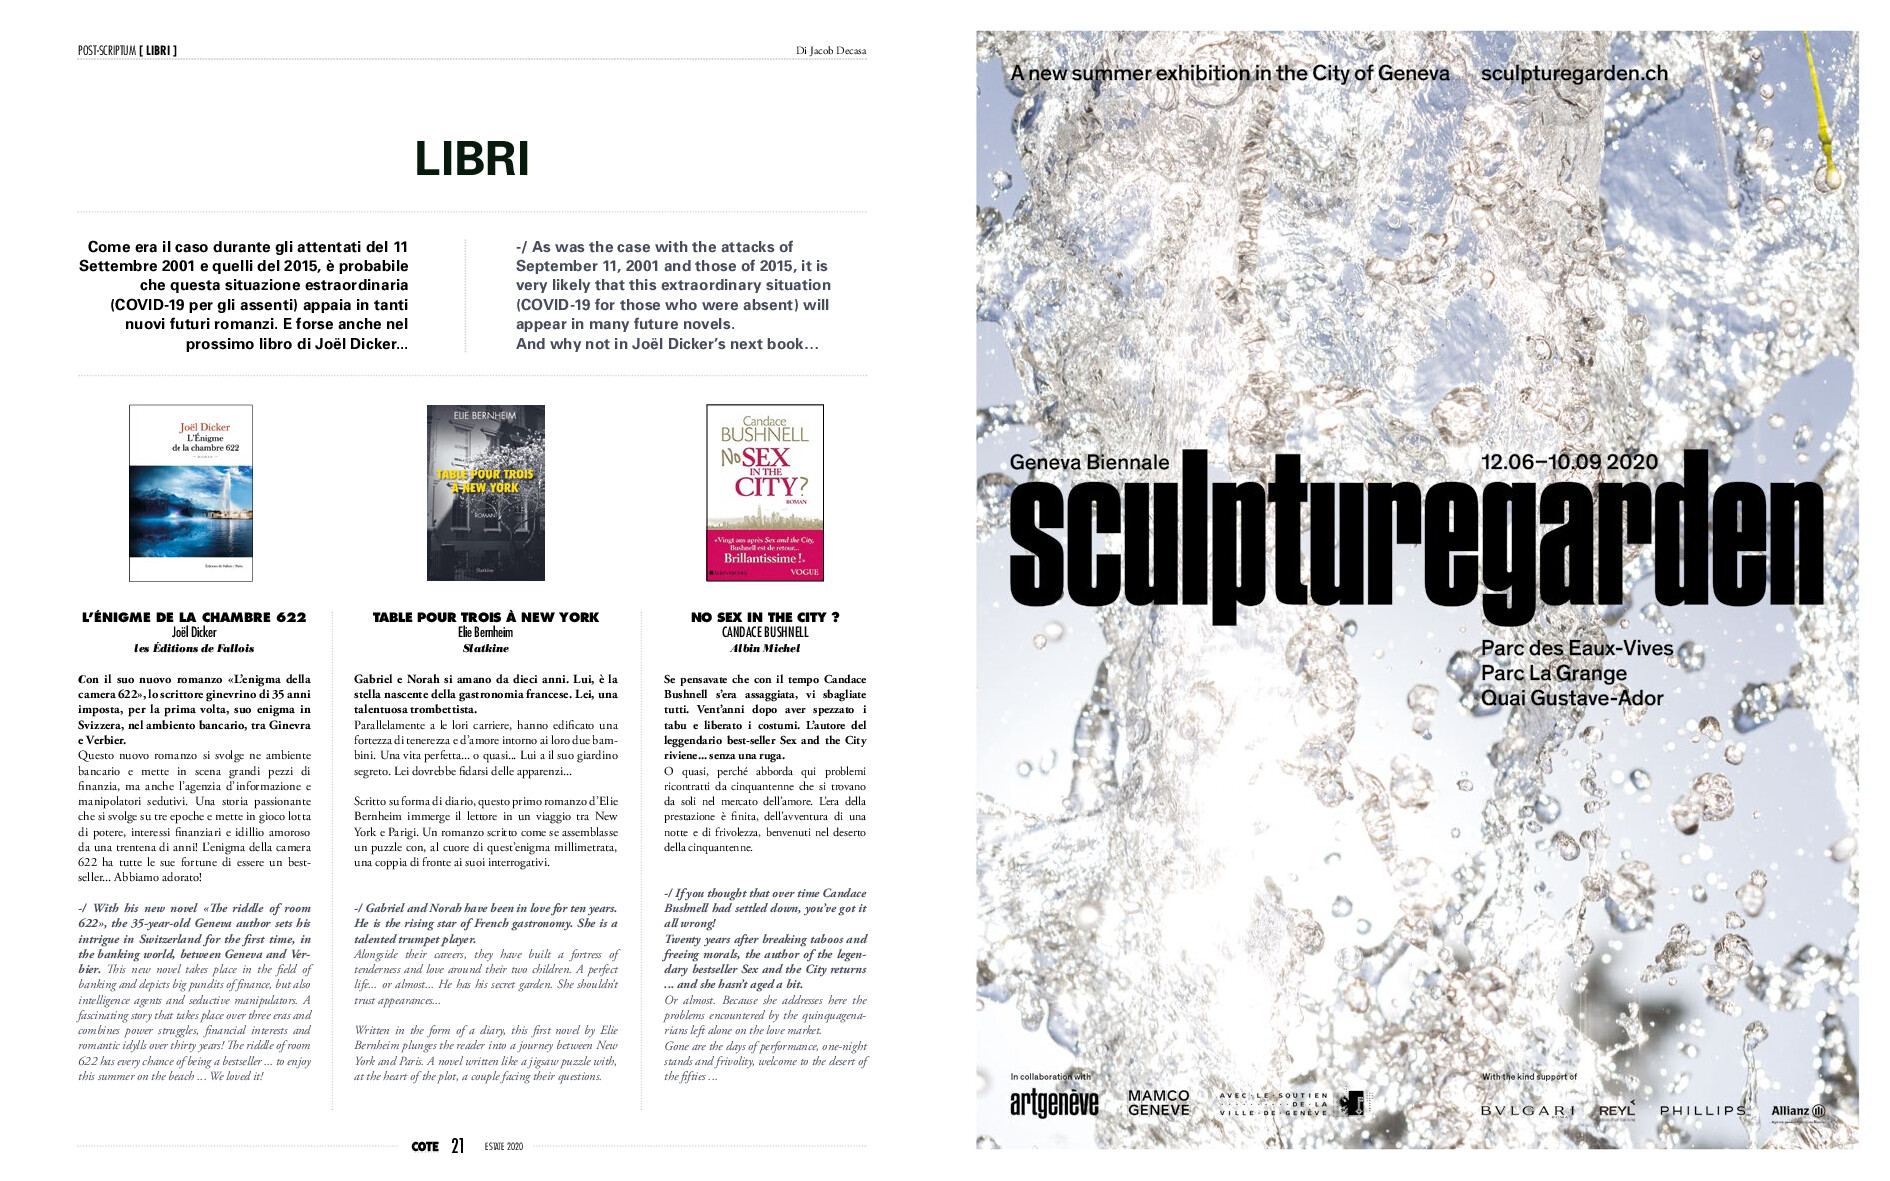 POST-SCRIPTUM [ LIBRI ]
Di Jacob Decasa
LIBRI
Come era il caso durante gli attentati del 11
Settembre 2001 e quelli del 2015, è probabile
che questa situazione estraordinaria
(COVID-19 per gli assenti) appaia in tanti
nuovi futuri romanzi. E forse anche nel
prossimo libro di Joël Dicker...
-/ As was the case with the attacks of
September 11, 2001 and those of 2015, it is
very likely that this extraordinary situation
(COVID-19 for those who were absent) will
appear in many future novels.
And why not in Joël Dicker's next book…
Joël Dicker
L'Énigme
de la chambre 622
ROMAN
Éditions de Fallois / Paris
ELIE BERNHEIM
TABLE POUR TROIS
À NEW YORK
ROMAN
Slatkine
Candace
BUSHNELL
No SEX
IN THE
CITY?
ROMAN
«Vingt ans après Sex and the City,
Bushnell est de retour...
Brillantissime !»
VOGUE
L'ÉNIGME DE LA CHAMBRE 622
Joël Dicker
les Éditions de Fallois
Con il suo nuovo romanzo «L'enigma della
camera 622», lo scrittore ginevrino di 35 anni
imposta, per la prima volta, suo enigma in
Svizzera, nel ambiento bancario, tra Ginevra
e Verbier.
Questo nuovo romanzo si svolge ne ambiente
bancario e mette in scena grandi pezzi di
finanzia, ma anche l'agenzia d'informazione e
manipolatori sedutivi. Una storia passionante
che si svolge su tre epoche e mette in gioco lotta
di potere, interessi finanziari e idillio amoroso
da una trentena di anni! L'enigma della camera
622 ha tutte le sue fortune di essere un best-
seller... Abbiamo adorato!
-/ With his new novel «The riddle of room
622», the 35-year-old Geneva author sets his
intrigue in Switzerland for the first time, in
the banking world, between Geneva and Ver-
bier. This new novel takes place in the field of
banking and depicts big pundits of finance, but also
intelligence agents and seductive manipulators. A
fascinating story that takes place over three eras and
combines power struggles, financial interests and
romantic idylls over thirty years! The riddle of room
622 has every chance of being a bestseller ... to enjoy
this summer on the beach ... We loved it!
TABLE POUR TROIS À NEW YORK
Elie Bernheim
Slatkine
Gabriel e Norah si amano da dieci anni. Lui, è la
stella nascente della gastronomia francese. Lei, una
talentuosa trombettista.
Parallelamente a le lori carriere, hanno edificato una
fortezza di tenerezza e d'amore intorno ai loro due bam-
bini. Una vita perfetta... o quasi... Lui a il suo giardino
segreto. Lei dovrebbe fidarsi delle apparenzi...
Scritto su forma di diario, questo primo romanzo d'Elie
Bernheim immerge il lettore in un viaggio tra New
York e Parigi. Un romanzo scritto come se assemblasse
un puzzle con, al cuore di quest'enigma millimetrata,
una coppia di fronte ai suoi interrogativi.
-/ Gabriel and Norah have been in love for ten years.
He is the rising star of French gastronomy. She is a
talented trumpet player.
Alongside their careers, they have built a fortress of
tenderness and love around their two children. A perfect
life... or almost... He has his secret garden. She shouldn't
trust appearances...
Written in the form of a diary, this first novel by Elie
Bernheim plunges the reader into a journey between New
York and Paris. A novel written like a jigsaw puzzle with,
at the heart of the plot, a couple facing their questions.
NO SEX IN THE CITY ?
CANDACE BUSHNELL
Albin Michel
Se pensavate che con il tempo Candace
Bushnell s'era assaggiata, vi sbagliate
tutti. Vent'anni dopo aver spezzato i
tabu e liberato i costumi. L'autore del
leggendario best-seller Sex and the City
riviene... senza una ruga.
O quasi, perché abborda qui problemi
ricontratti da cinquantenne che si trovano
da soli nel mercato dell'amore. L'era della
prestazione è finita, dell'avventura di una
notte e di frivolezza, benvenuti nel deserto
della cinquantenne.
-/ If you thought that over time Candace
Bushnell had settled down, you've got it
all wrong!
Twenty years after breaking taboos and
freeing morals, the author of the legen-
dary bestseller Sex and the City returns
... and she hasn't aged a bit.
Or almost. Because she addresses here the
problems encountered by the quinquagena-
rians left alone on the love market.
Gone are the days of performance, one-night
stands and frivolity, welcome to the desert of
the fifties ...
COTE 21 ESTATE 2020
A new summer exhibition in the City of Geneva
sculpturegarden.ch
Geneva Biennale
12.06–10.09 2020
sculpturegarden
Parc des Eaux-Vives
Parc La Grange
Quai Gustave-Ador
In collaboration with
artgenève
MAMCO
GENEVE
AVEC·LE·SOUTIEN
DE·LA
VILLE·DE·GENÈVE
With the kind support of
BVLGARI
REYL
PHILLIPS
Allianz